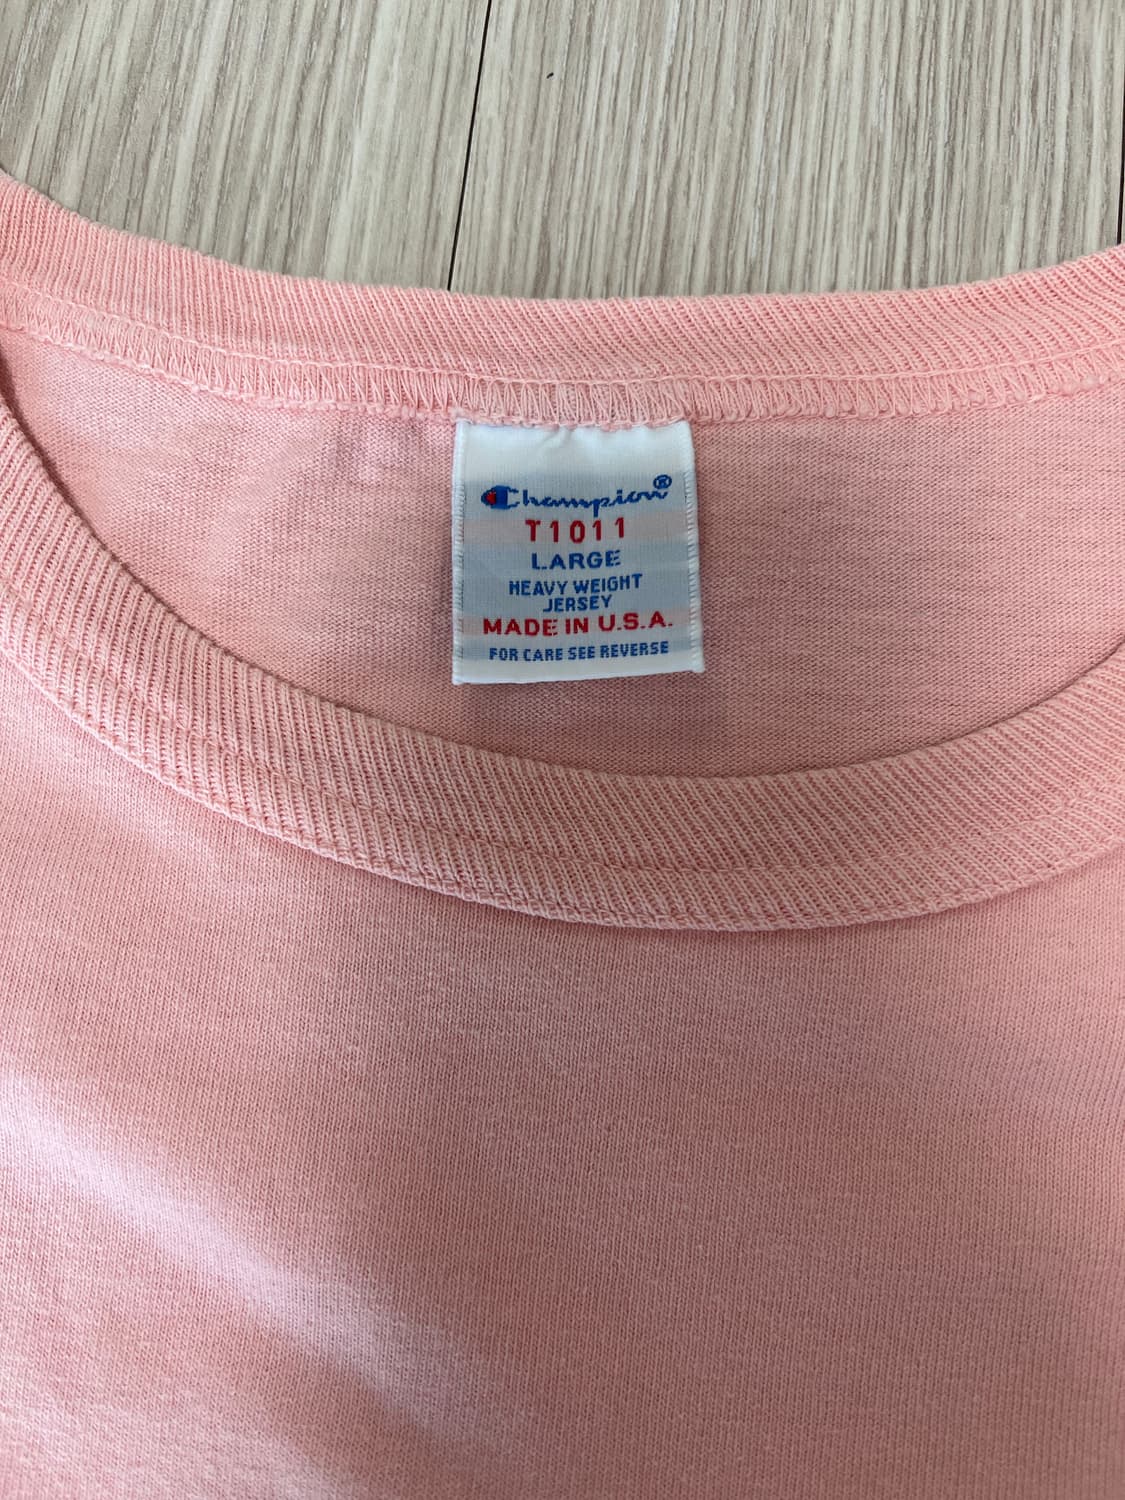 Champion®
T1011
LARGE
HEAVY WEIGHT
JERSEY
MADE IN U.S.A.
FOR CARE SEE REVERSE